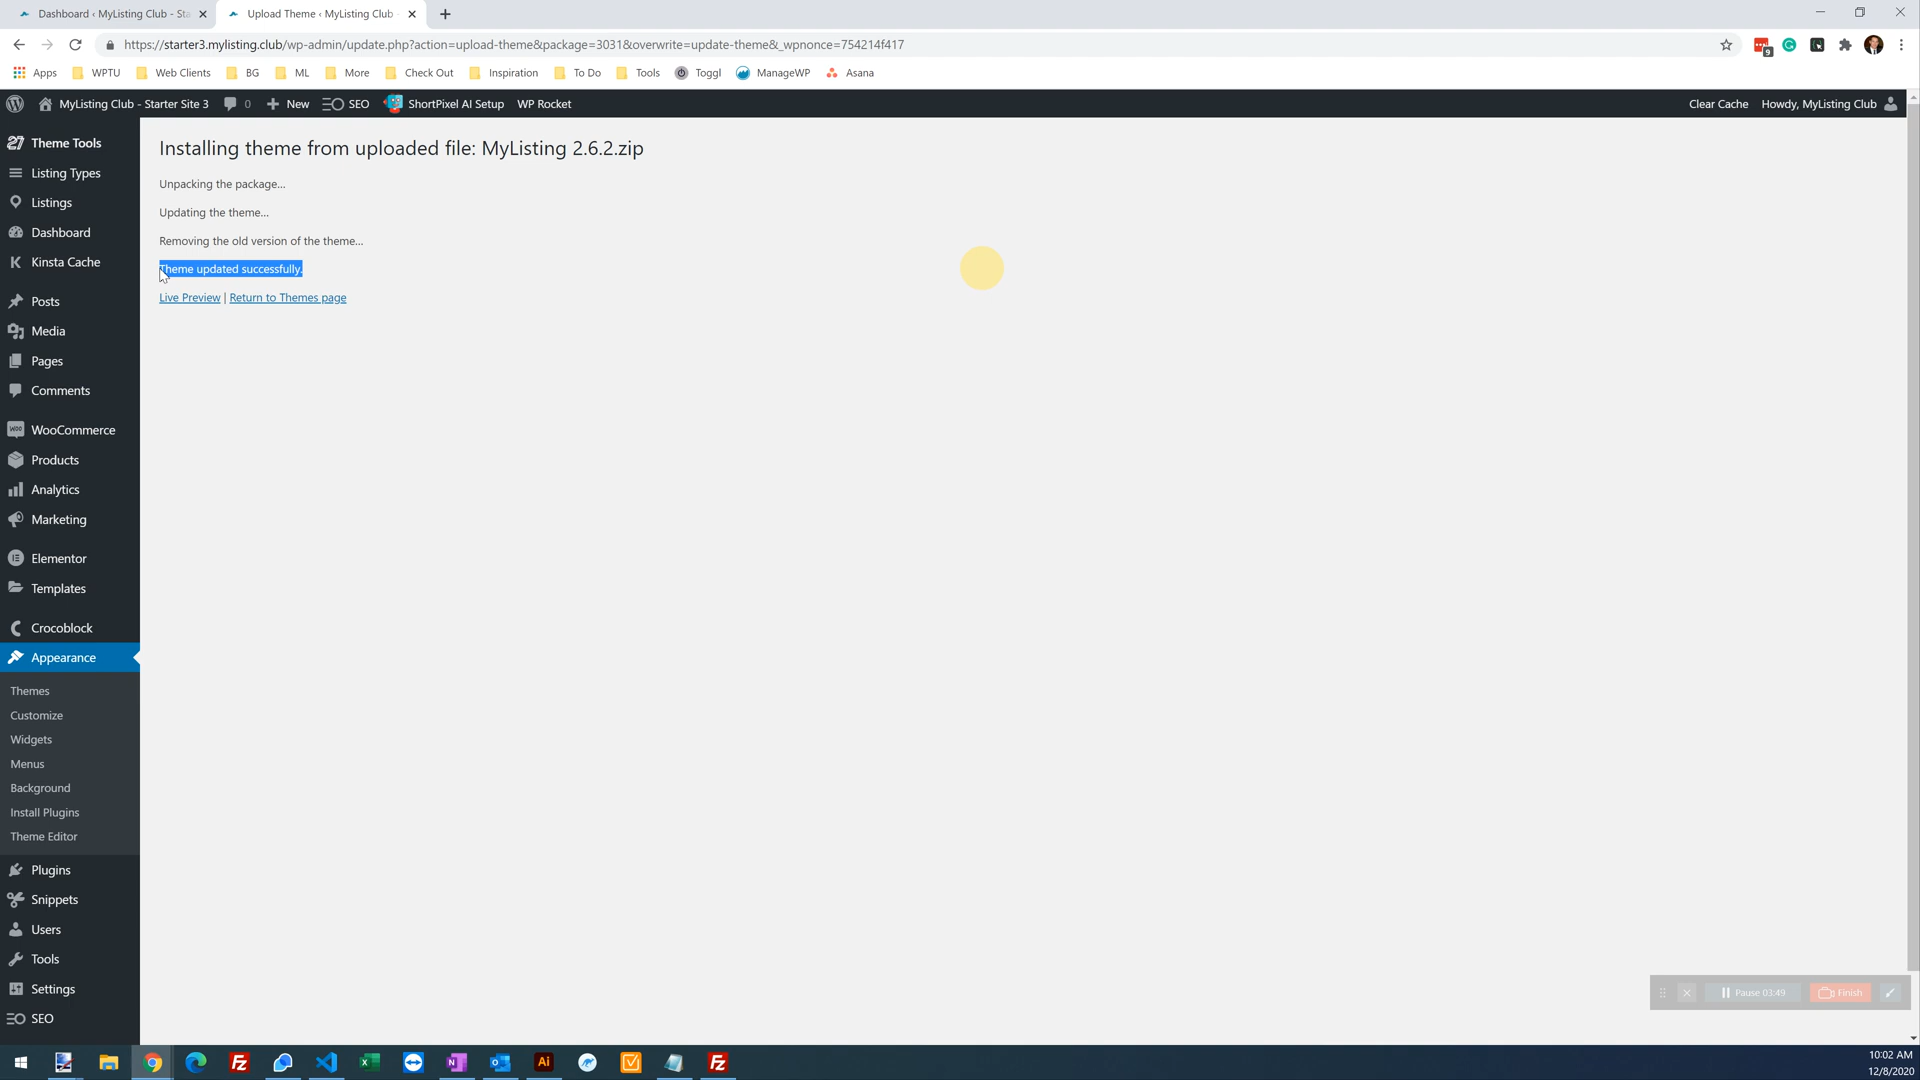 Dashboard ‹ MyListing Club - Sta
Upload Theme ‹ MyListing Club
https://starter3.mylisting.club/wp-admin/update.php?action=upload-theme&package=3031&overwrite=update-theme&_wpnonce=754214f417
9
Apps WPTU Web Clients BG ML More Check Out Inspiration To Do Tools Toggl ManageWP Asana
MyListing Club - Starter Site 3 0 New SEO ShortPixel AI Setup WP Rocket Clear Cache Howdy, MyListing Club
27 Theme Tools
Listing Types
Listings
Dashboard
K Kinsta Cache
Posts
Media
Pages
Comments
WooCommerce
Products
Analytics
Marketing
Elementor
Templates
Crocoblock
Appearance
Themes
Customize
Widgets
Menus
Background
Install Plugins
Theme Editor
Plugins
Snippets
Users
Tools
Settings
SEO
Installing theme from uploaded file: MyListing 2.6.2.zip
Unpacking the package…
Updating the theme…
Removing the old version of the theme…
Theme updated successfully.
Live Preview | Return to Themes page
Pause 03:49 Finish
Fz N Ai Fz
10:02 AM
12/8/2020